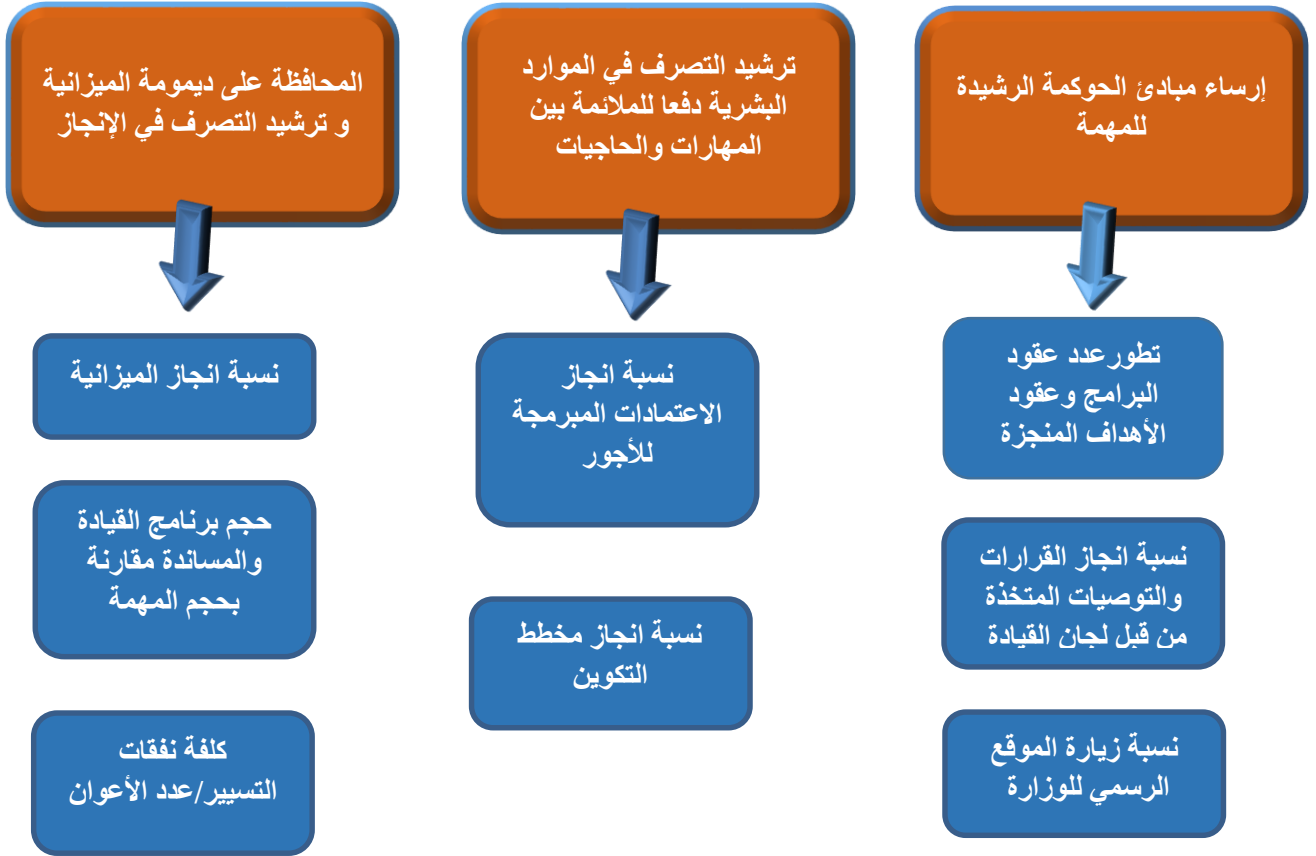 إرساء مبادئ الحوكمة الرشيدة
للمهمة
تطورعدد عقود
البرامج وعقود
الأهداف المنجزة
نسبة انجاز القرارات
والتوصيات المتخذة
من قبل لجان القيادة
نسبة زيارة الموقع
الرسمي للوزارة
ترشيد التصرف في الموارد
البشرية دفعا للملائمة بين
المهارات والحاجيات
نسبة انجاز
الاعتمادات المبرمجة
للأجور
نسبة انجاز مخطط
التكوين
المحافظة على ديمومة الميزانية
و ترشيد التصرف في الإنجاز
نسبة انجاز الميزانية
حجم برنامج القيادة
والمساندة مقارنة
بحجم المهمة
كلفة نفقات
التسيير/عدد الأعوان